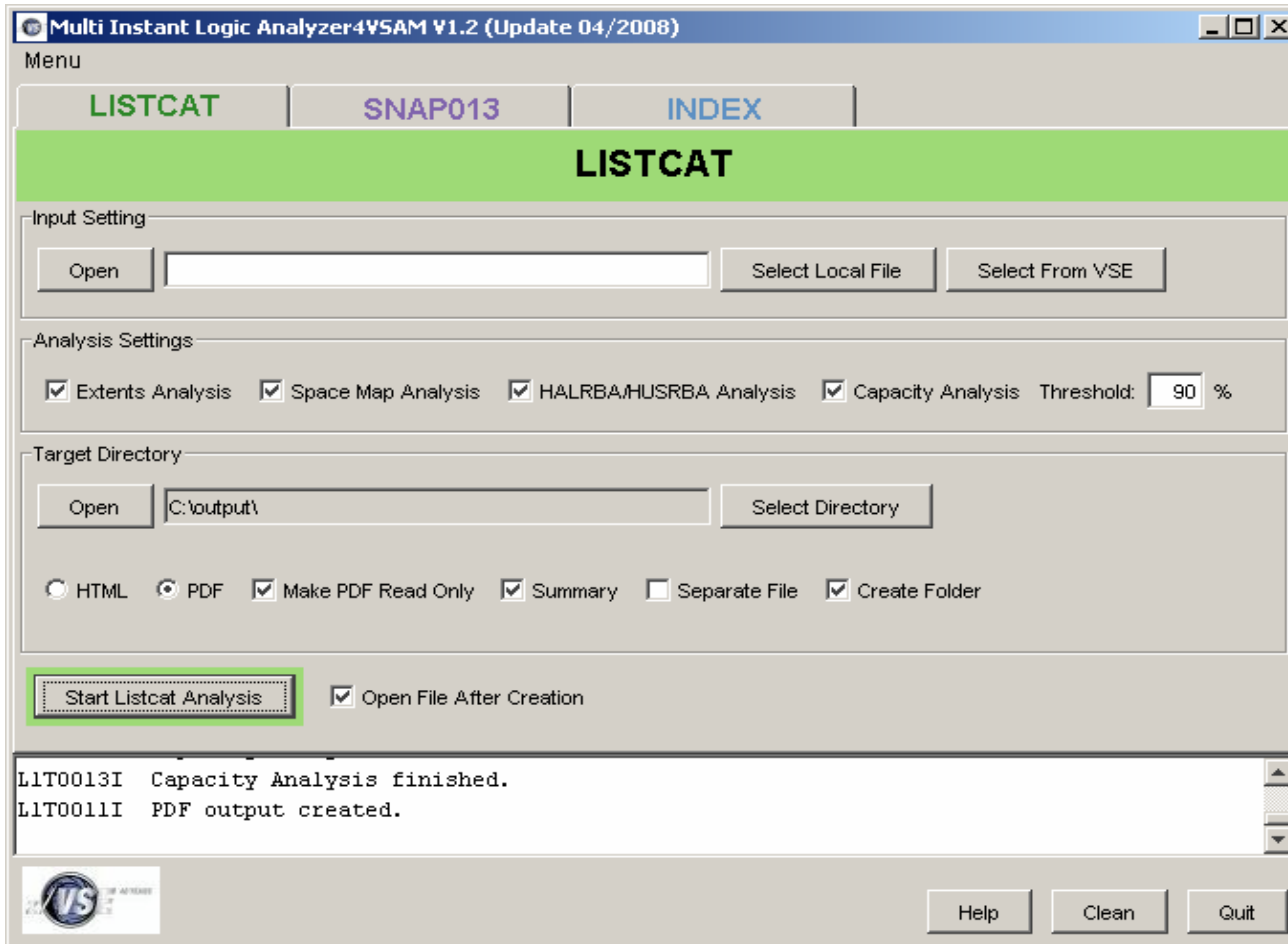 Multi Instant Logic Analyzer4VSAM V1.2 (Update 04/2008)
Menu
LISTCAT SNAP013 INDEX
LISTCAT
Input Setting
Open Select Local File Select From VSE
Analysis Settings
Extents Analysis Space Map Analysis HALRBA/HUSRBA Analysis Capacity Analysis Threshold: 90 %
Target Directory
Open C:\output\ Select Directory
HTML PDF Make PDF Read Only Summary Separate File Create Folder
Start Listcat Analysis Open File After Creation
L1T0013I Capacity Analysis finished.
L1T0011I PDF output created.
VS
Help Clean Quit